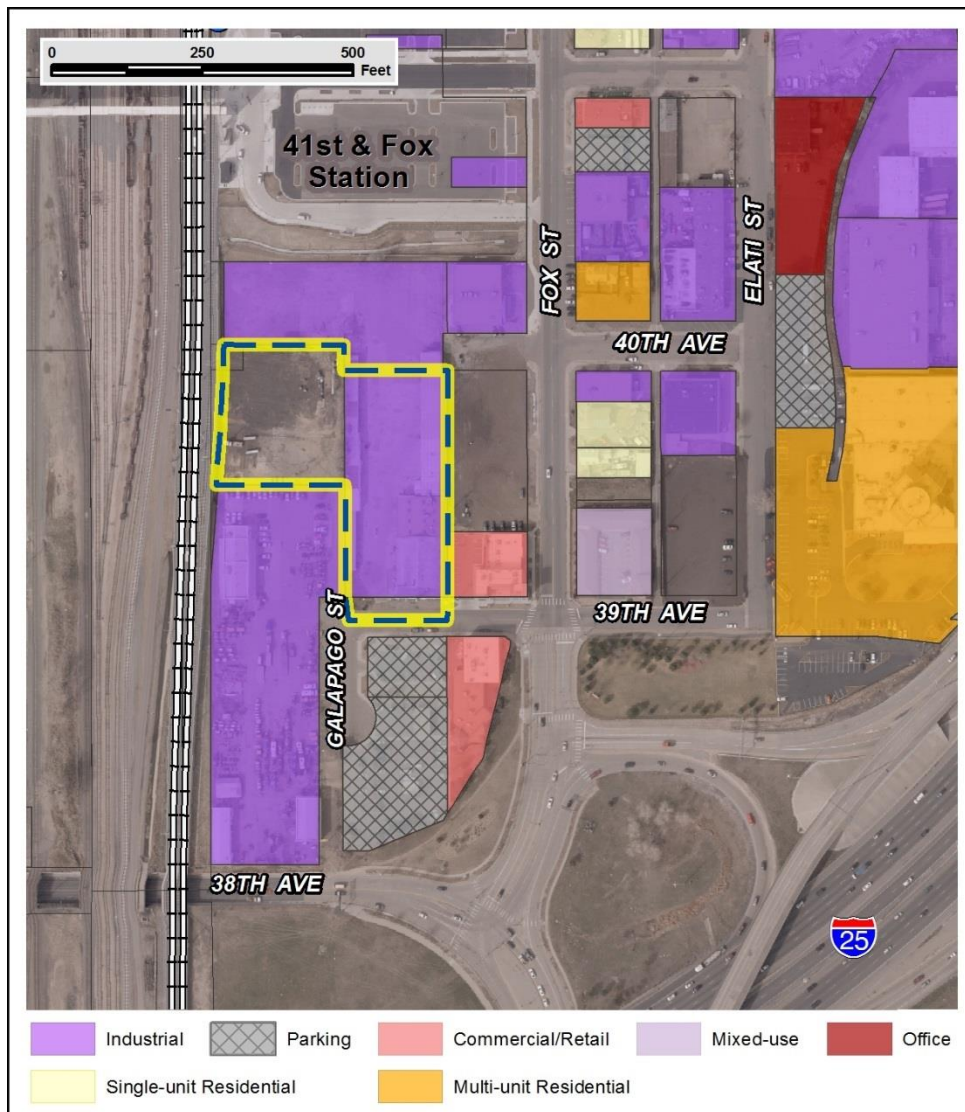 0 250 500
Feet
41st & Fox
Station
FOX ST
ELATI ST
40TH AVE
GALAPAGO ST
39TH AVE
38TH AVE
25
Industrial
Parking
Commercial/Retail
Mixed-use
Office
Single-unit Residential
Multi-unit Residential